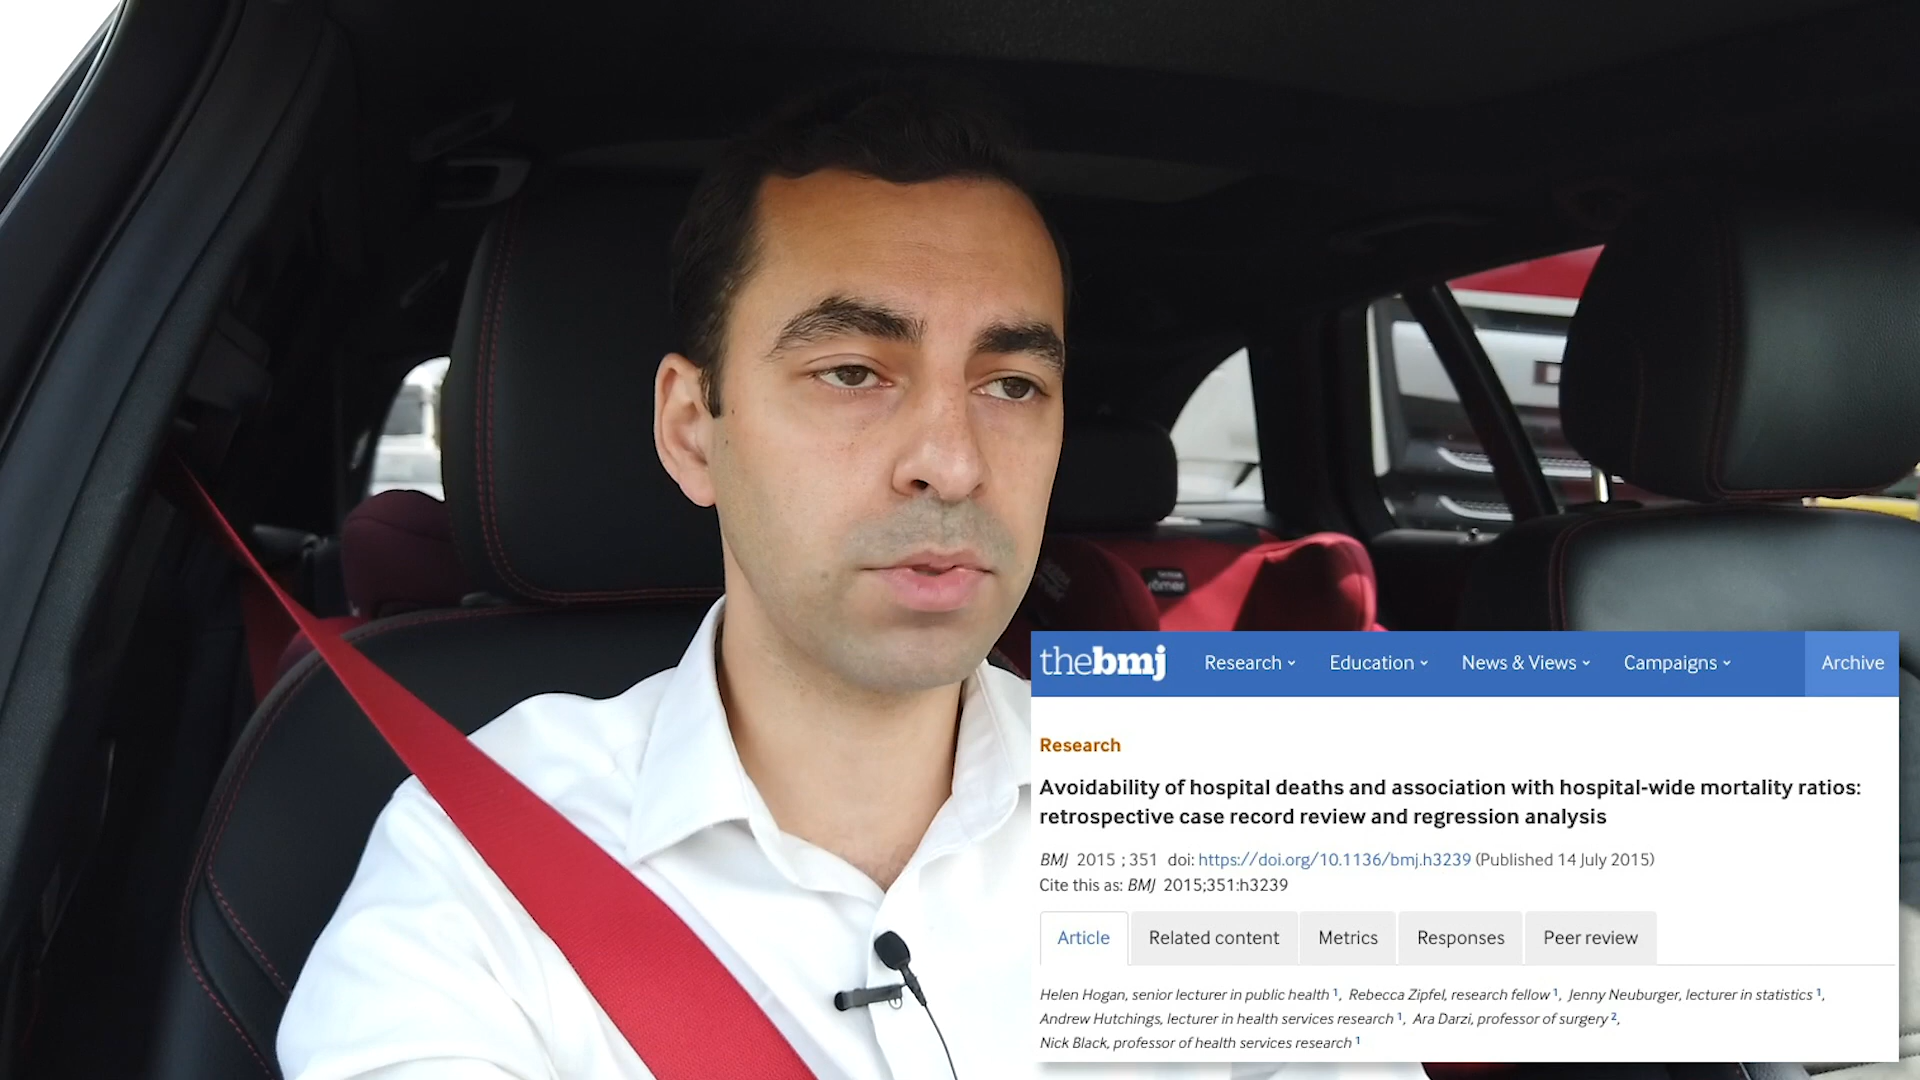 thebmj Research Education News & Views Campaigns Archive
Research
Avoidability of hospital deaths and association with hospital-wide mortality ratios:
retrospective case record review and regression analysis
BMJ 2015 ; 351 doi: https://doi.org/10.1136/bmj.h3239 (Published 14 July 2015)
Cite this as: BMJ 2015;351:h3239
Article Related content Metrics Responses Peer review
Helen Hogan, senior lecturer in public health 1, Rebecca Zipfel, research fellow 1, Jenny Neuburger, lecturer in statistics 1,
Andrew Hutchings, lecturer in health services research 1, Ara Darzi, professor of surgery 2,
Nick Black, professor of health services research 1